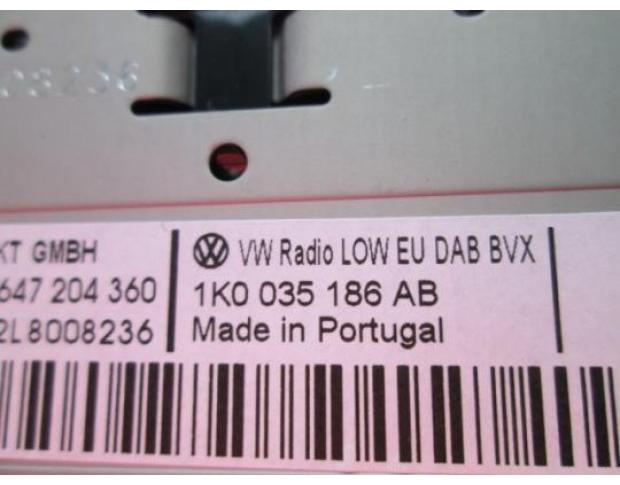 08236
KT GMBH
647 204 360
2L8008236
VW Radio LOW EU DAB BVX
1K0 035 186 AB
Made in Portugal